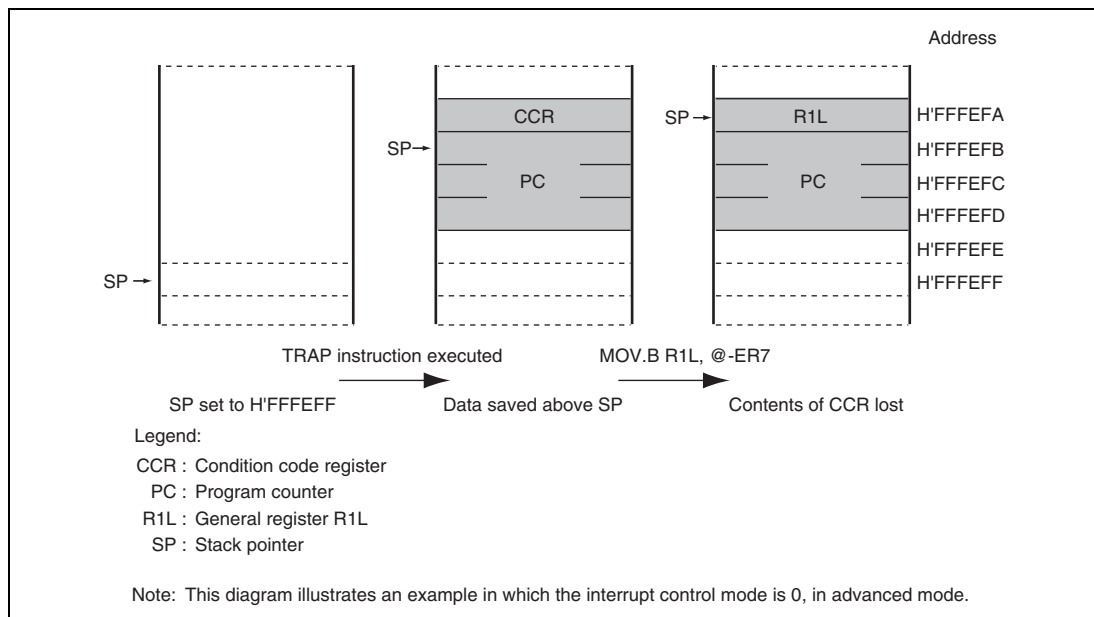 Address
CCR
SP
R1L
H'FFFEFA
SP
H'FFFEFB
PC
PC
H'FFFEFC
H'FFFEFD
H'FFFEFE
SP
H'FFFEFF
TRAP instruction executed
MOV.B R1L, @-ER7
SP set to H'FFFEFF
Data saved above SP
Contents of CCR lost
Legend:
CCR : Condition code register
PC : Program counter
R1L : General register R1L
SP : Stack pointer
Note: This diagram illustrates an example in which the interrupt control mode is 0, in advanced mode.